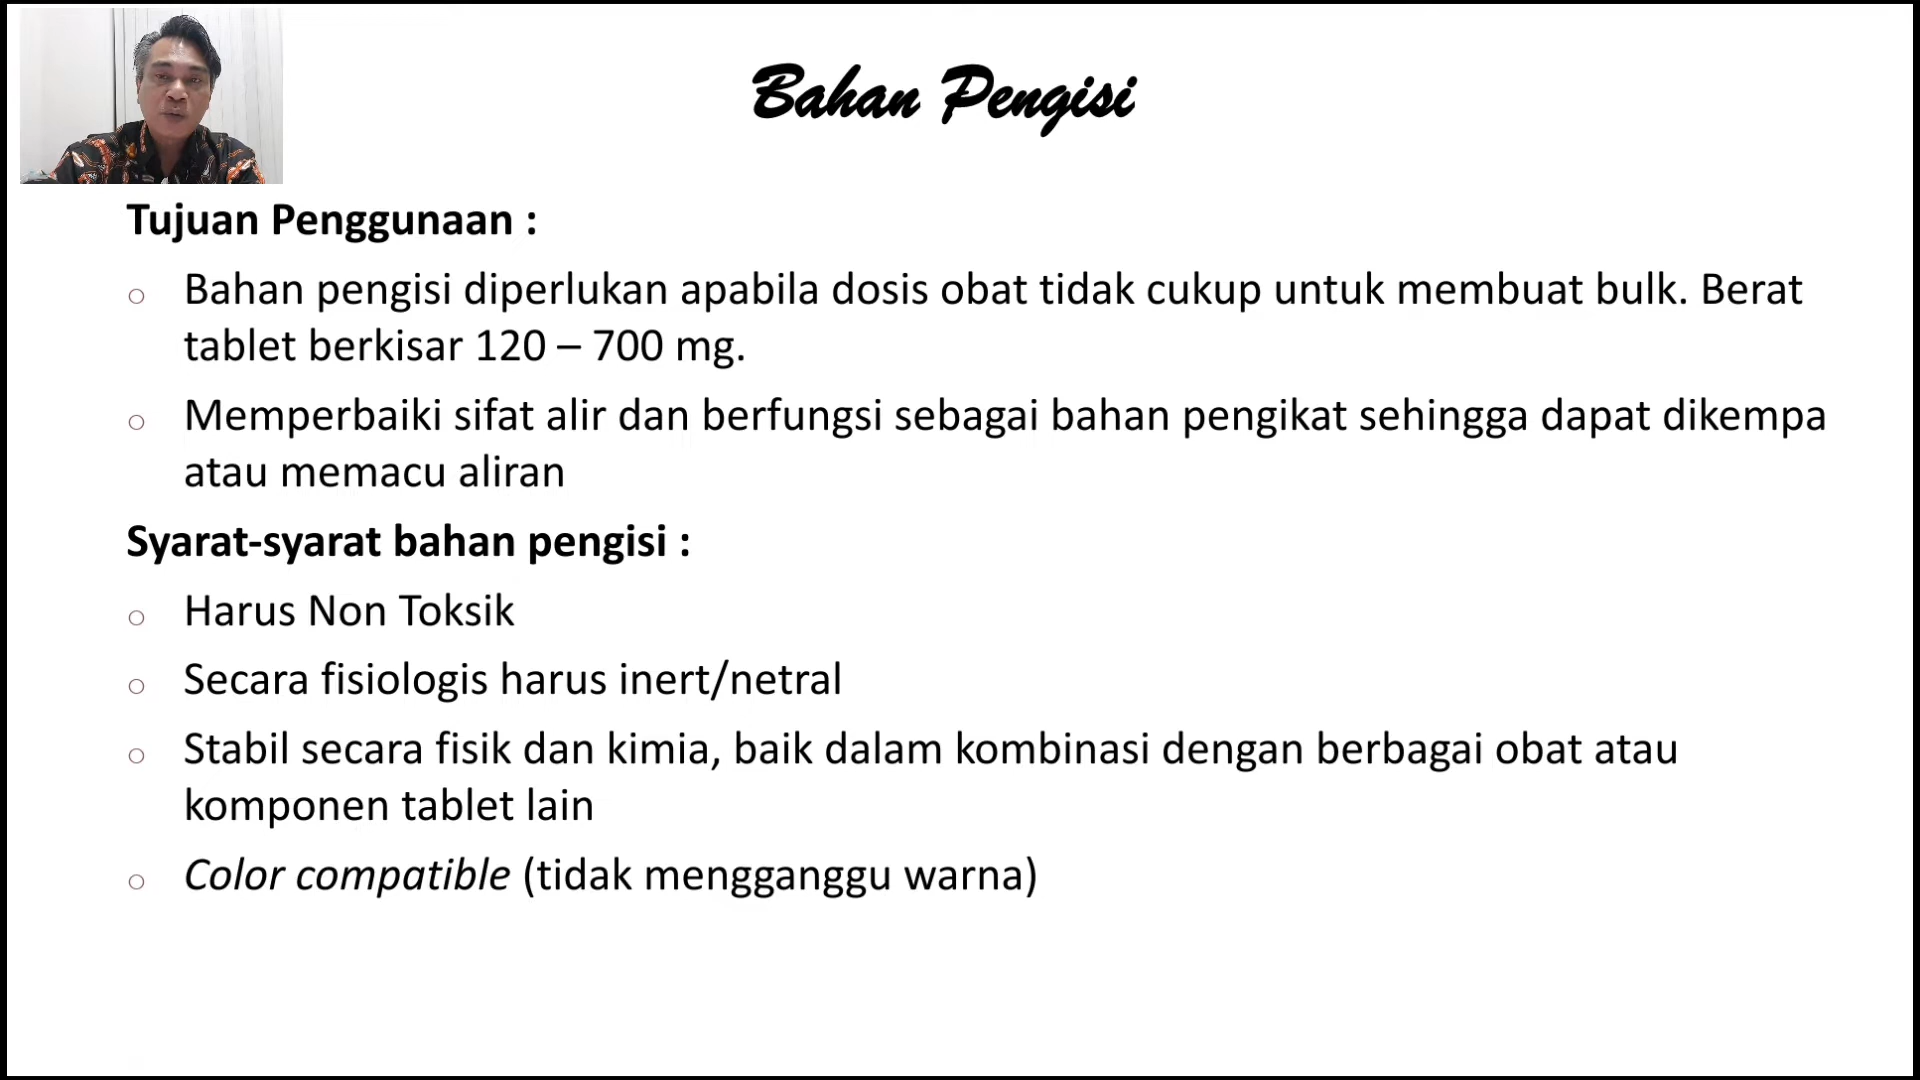 Bahan Pengisi
Tujuan Penggunaan :
Bahan pengisi diperlukan apabila dosis obat tidak cukup untuk membuat bulk. Berat
tablet berkisar 120 – 700 mg.
Memperbaiki sifat alir dan berfungsi sebagai bahan pengikat sehingga dapat dikempa
atau memacu aliran
Syarat-syarat bahan pengisi :
Harus Non Toksik
Secara fisiologis harus inert/netral
Stabil secara fisik dan kimia, baik dalam kombinasi dengan berbagai obat atau
komponen tablet lain
Color compatible (tidak mengganggu warna)